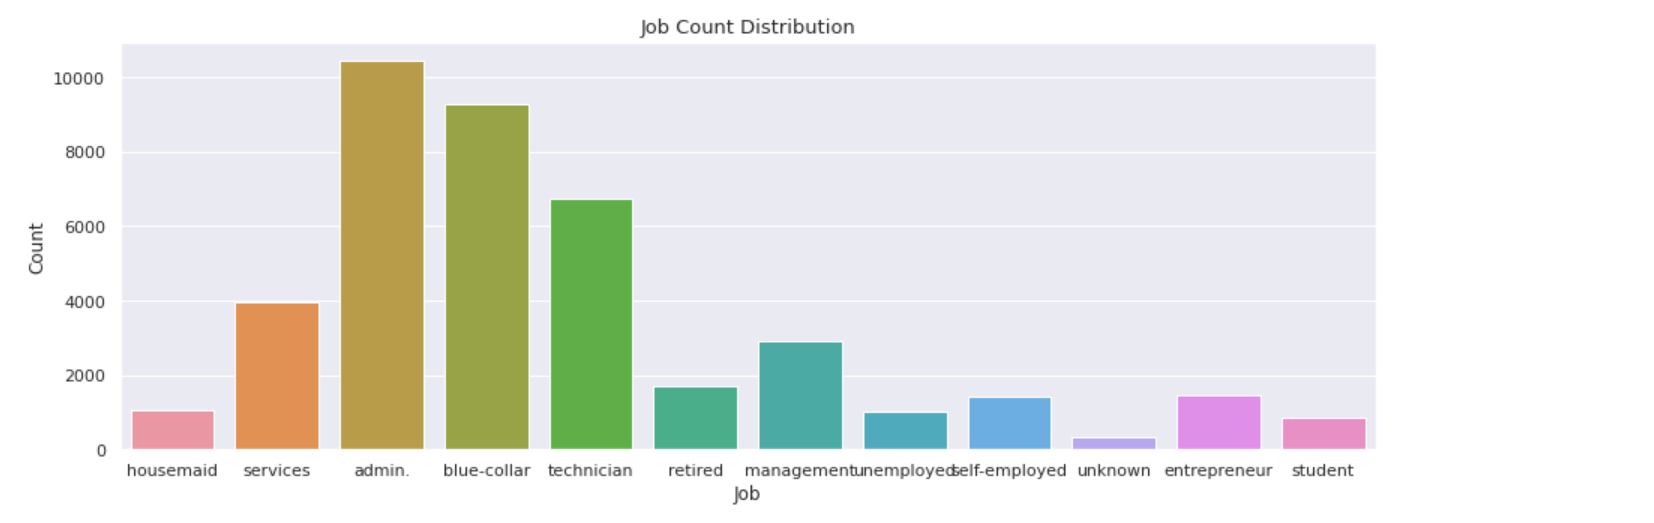 Job Count Distribution
10000
8000
6000
4000
2000
0
Count
housemaid services admin. blue-collar technician retired management unemployed self-employed unknown entrepreneur student
Job